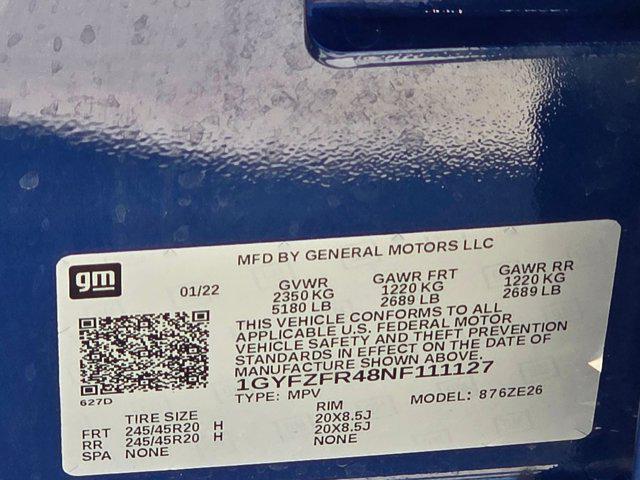 MFD BY GENERAL MOTORS LLC
gm
01/22
GVWR GAWR FRT GAWR RR
2350 KG 1220 KG 1220 KG
5180 LB 2689 LB 2689 LB
THIS VEHICLE CONFORMS TO ALL
APPLICABLE U.S. FEDERAL MOTOR
VEHICLE SAFETY AND THEFT PREVENTION
STANDARDS IN EFFECT ON THE DATE OF
MANUFACTURE SHOWN ABOVE.
1GYFZFR48NF111127
TYPE: MPV MODEL: 876ZE26
627D
TIRE SIZE RIM
FRT 245/45R20 H 20X8.5J
RR 245/45R20 H 20X8.5J
SPA NONE NONE